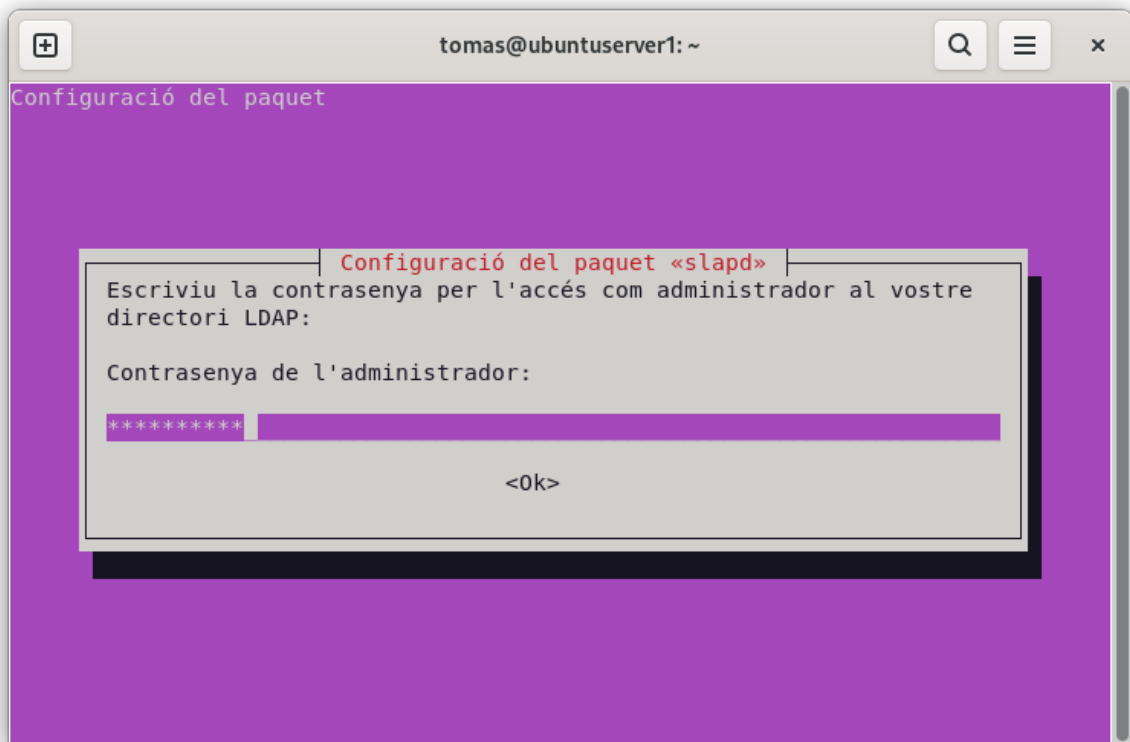 tomas@ubuntuserver1: ~
Configuració del paquet
Configuració del paquet «slapd»
Escriviu la contrasenya per l'accés com administrador al vostre
directori LDAP:
Contrasenya de l'administrador:
**********
<Ok>